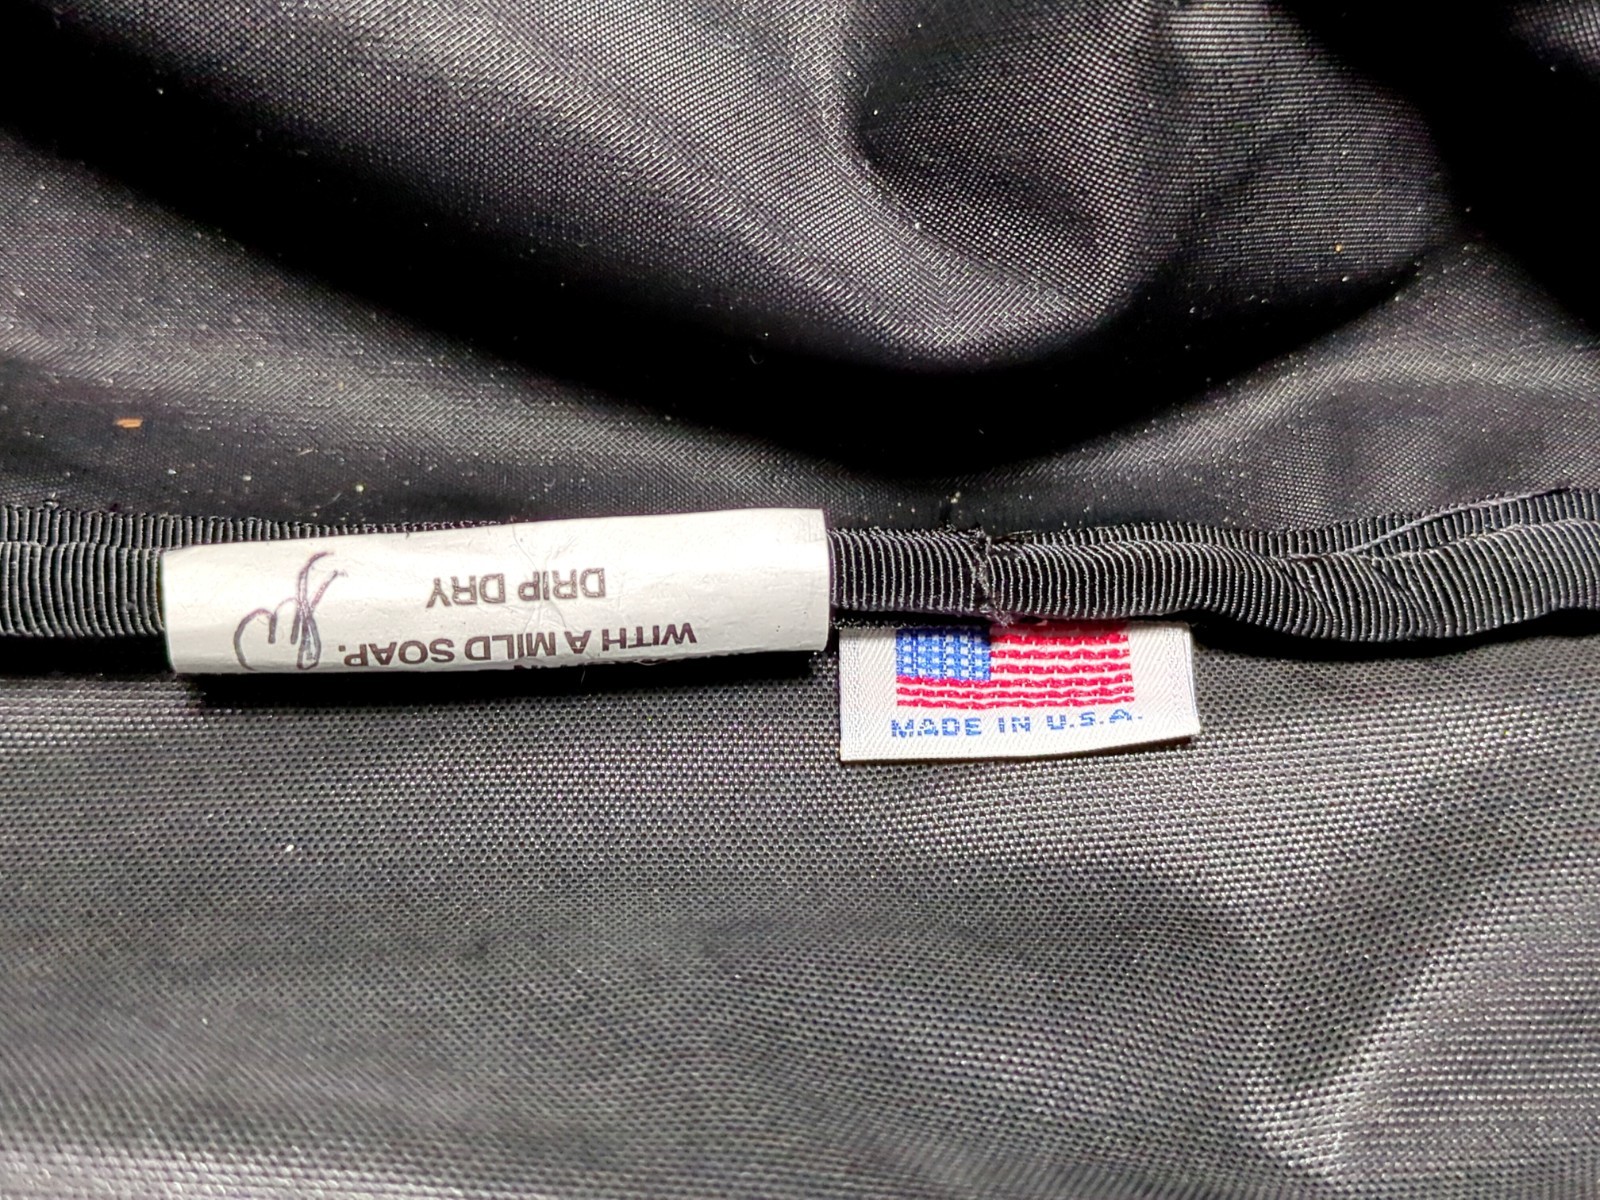 WITH A MILD SOAP.
DRIP DRY
MADE IN U.S.A.